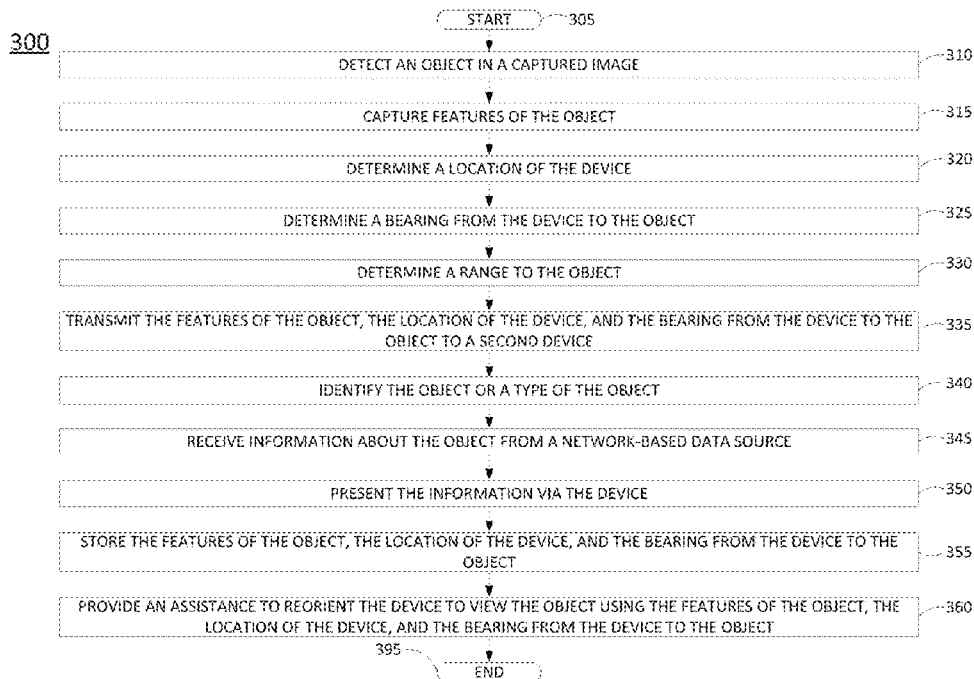 START
305
300
310
DETECT AN OBJECT IN A CAPTURED IMAGE
315
CAPTURE FEATURES OF THE OBJECT
320
DETERMINE A LOCATION OF THE DEVICE
325
DETERMINE A BEARING FROM THE DEVICE TO THE OBJECT
330
DETERMINE A RANGE TO THE OBJECT
TRANSMIT THE FEATURES OF THE OBJECT, THE LOCATION OF THE DEVICE, AND THE BEARING FROM THE DEVICE TO THE
335
OBJECT TO A SECOND DEVICE
340
IDENTIFY THE OBJECT OR A TYPE OF THE OBJECT
345
RECEIVE INFORMATION ABOUT THE OBJECT FROM A NETWORK-BASED DATA SOURCE
350
PRESENT THE INFORMATION VIA THE DEVICE
STORE THE FEATURES OF THE OBJECT, THE LOCATION OF THE DEVICE, AND THE BEARING FROM THE DEVICE TO THE
355
OBJECT
PROVIDE AN ASSISTANCE TO REORIENT THE DEVICE TO VIEW THE OBJECT USING THE FEATURES OF THE OBJECT, THE
360
LOCATION OF THE DEVICE, AND THE BEARING FROM THE DEVICE TO THE OBJECT
395
END